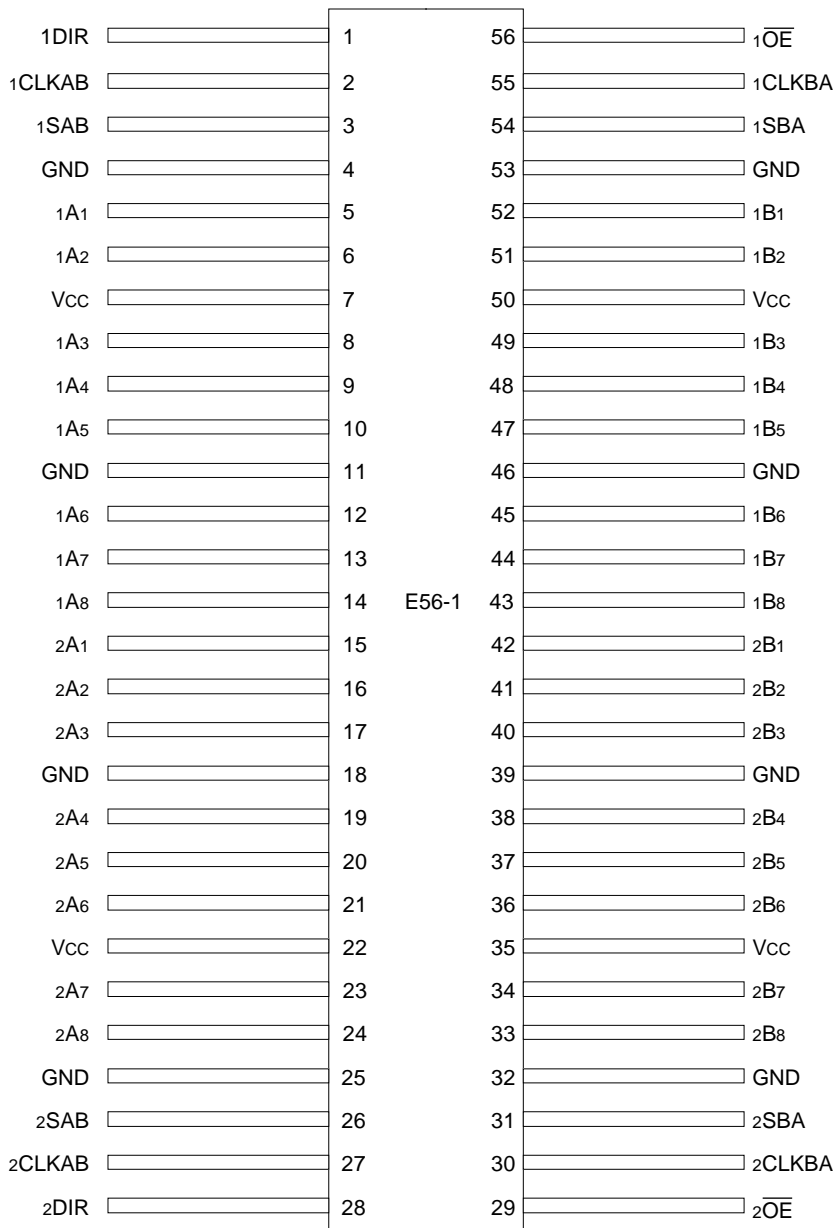 1DIR 1 56 1O̅E̅
1CLKAB 2 55 1CLKBA
1SAB 3 54 1SBA
GND 4 53 GND
1A1 5 52 1B1
1A2 6 51 1B2
VCC 7 50 VCC
1A3 8 49 1B3
1A4 9 48 1B4
1A5 10 47 1B5
GND 11 46 GND
1A6 12 45 1B6
1A7 13 44 1B7
1A8 14 E56-1 43 1B8
2A1 15 42 2B1
2A2 16 41 2B2
2A3 17 40 2B3
GND 18 39 GND
2A4 19 38 2B4
2A5 20 37 2B5
2A6 21 36 2B6
VCC 22 35 VCC
2A7 23 34 2B7
2A8 24 33 2B8
GND 25 32 GND
2SAB 26 31 2SBA
2CLKAB 27 30 2CLKBA
2DIR 28 29 2O̅E̅